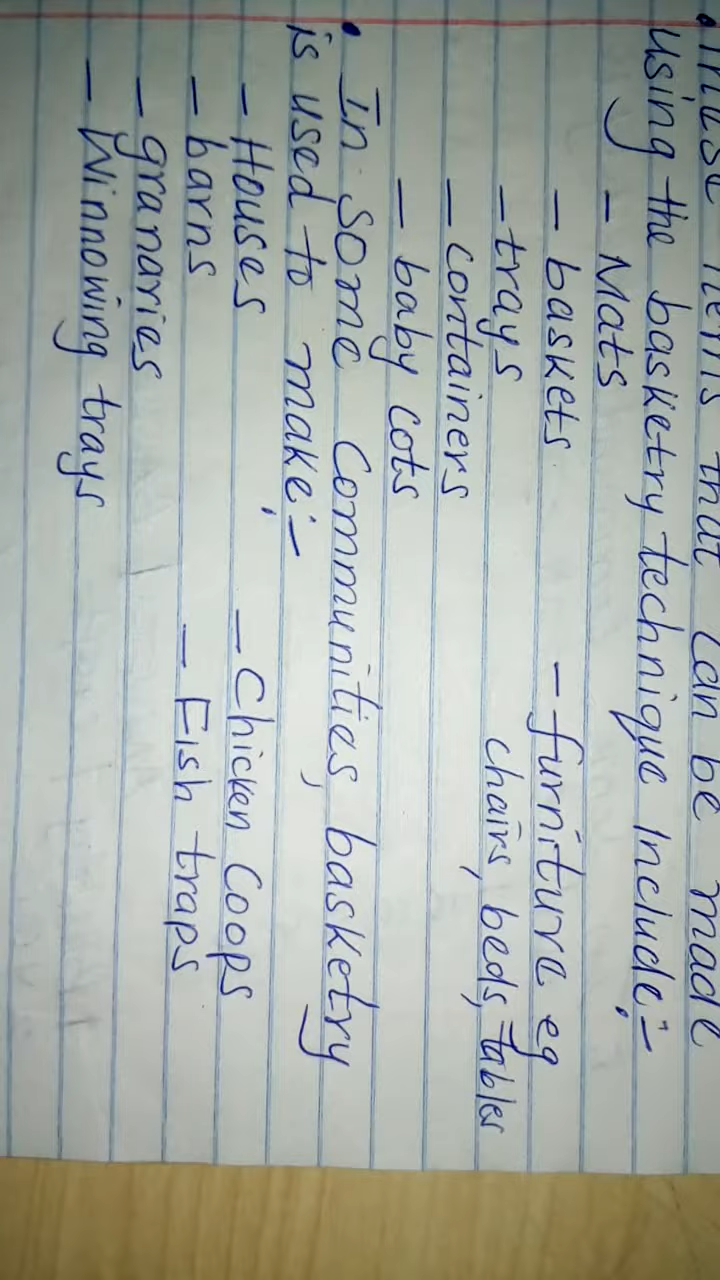 • items that can be made
using the basketry technique include:-
- Mats
- baskets - furniture eg
- trays chairs, beds, tables
- containers
- baby cots
• In some communities, basketry
is used to make:-
- Houses - Chicken Coops
- barns - Fish traps
- granaries
- Winnowing trays